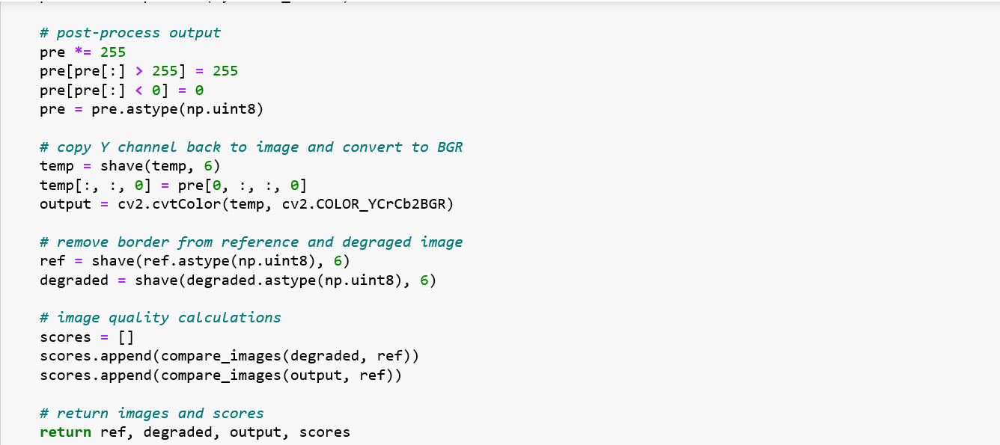 # post-process output
pre *= 255
pre[pre[:] > 255] = 255
pre[pre[:] < 0] = 0
pre = pre.astype(np.uint8)
# copy Y channel back to image and convert to BGR
temp = shave(temp, 6)
temp[:, :, 0] = pre[0, :, :, 0]
output = cv2.cvtColor(temp, cv2.COLOR_YCrCb2BGR)
# remove border from reference and degraged image
ref = shave(ref.astype(np.uint8), 6)
degraded = shave(degraded.astype(np.uint8), 6)
# image quality calculations
scores = []
scores.append(compare_images(degraded, ref))
scores.append(compare_images(output, ref))
# return images and scores
return ref, degraded, output, scores